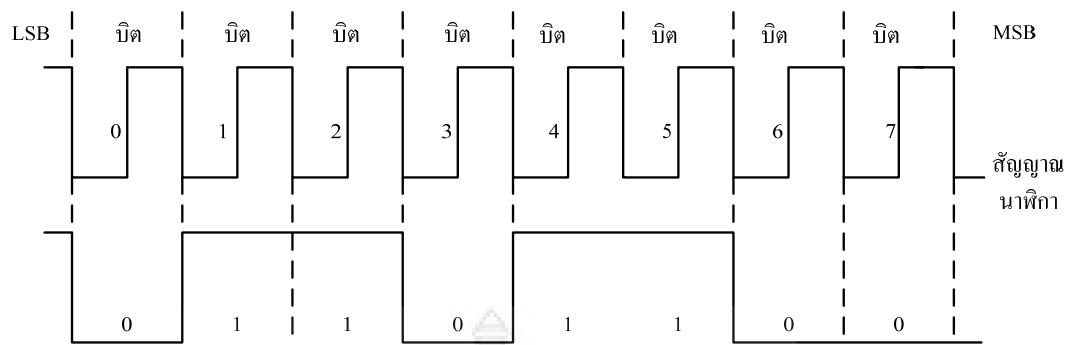 LSB บิต บิต บิต บิต บิต บิต บิต บิต MSB
0 1 2 3 4 5 6 7
สัญญาณ
นาฬิกา
0 1 1 0 1 1 0 0